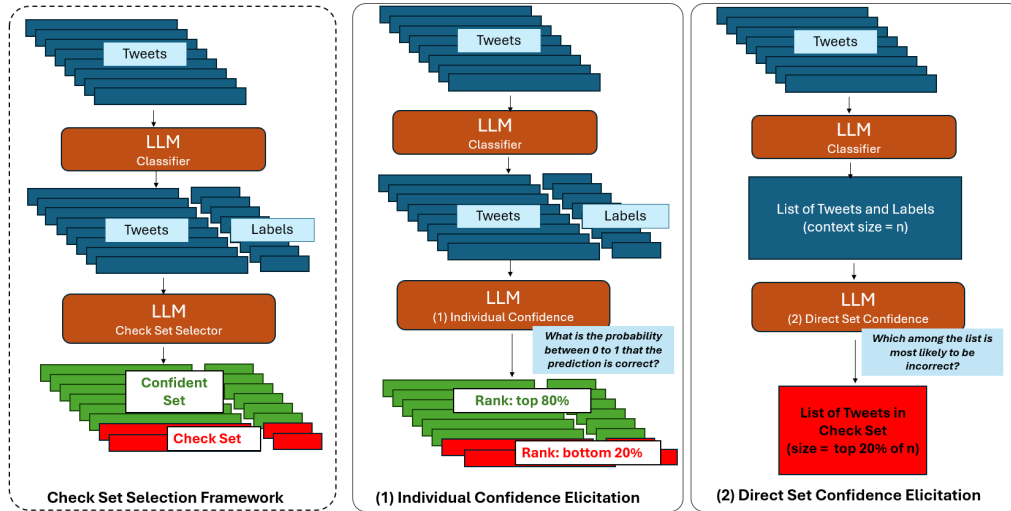 Tweets
LLM
Classifier
Tweets
Labels
LLM
Check Set Selector
Confident
Set
Check Set
Check Set Selection Framework
Tweets
LLM
Classifier
Tweets
Labels
LLM
(1) Individual Confidence
What is the probability
between 0 to 1 that the
prediction is correct?
Rank: top 80%
Rank: bottom 20%
(1) Individual Confidence Elicitation
Tweets
LLM
Classifier
List of Tweets and Labels
(context size = n)
LLM
(2) Direct Set Confidence
Which among the list is
most likely to be
incorrect?
List of Tweets in
Check Set
(size = top 20% of n)
(2) Direct Set Confidence Elicitation